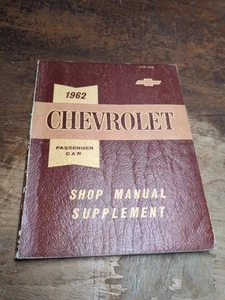 1962
CHEVROLET
PASSENGER
CAR
SHOP MANUAL
SUPPLEMENT